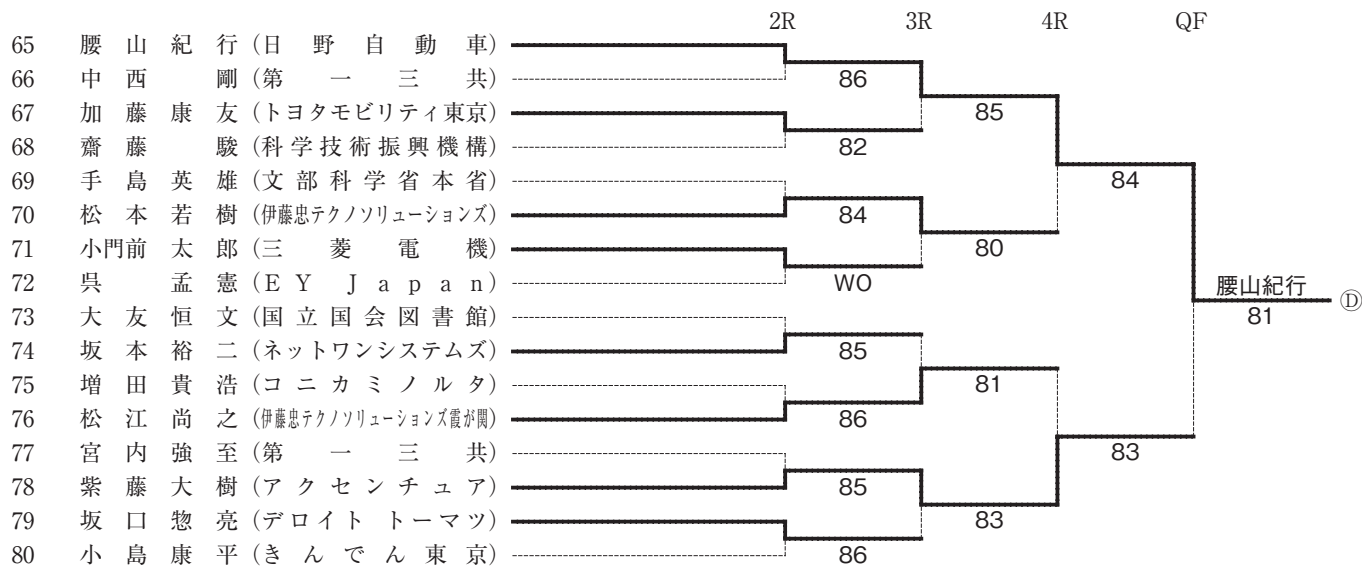 2R 3R 4R QF
65 腰山紀行(日野自動車)
66 中西剛(第一三共)
86
67 加藤康友(トヨタモビリティ東京)
85
68 齋藤駿(科学技術振興機構)
82
69 手島英雄(文部科学省本省)
84
70 松本若樹(伊藤忠テクノソリューションズ)
84
71 小門前太郎(三菱電機)
80
72 呉孟憲(EY Japan)
WO
腰山紀行
73 大友恒文(国立国会図書館)
81 Ⓓ
74 坂本裕二(ネットワンシステムズ)
85
75 増田貴浩(コニカミノルタ)
81
76 松江尚之(伊藤忠テクノソリューションズ霞が関)
86
77 宮内強至(第一三共)
83
78 紫藤大樹(アクセンチュア)
85
79 坂口惣亮(デロイト トーマツ)
83
80 小島康平(きんでん東京)
86